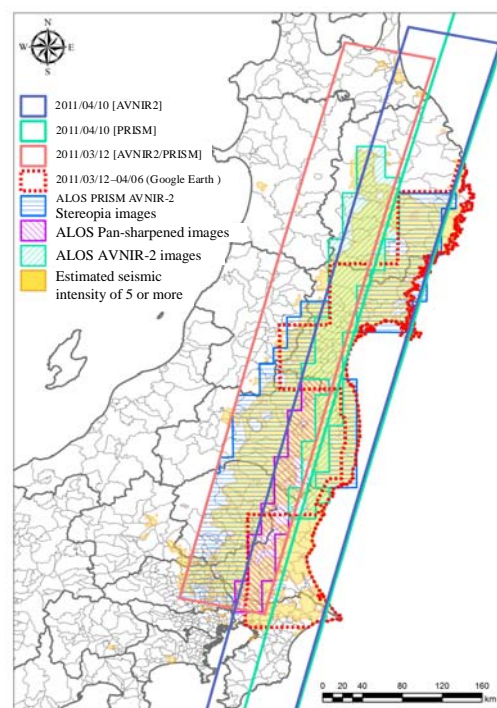 N
W
E
S
2011/04/10 [AVNIR2]
2011/04/10 [PRISM]
2011/03/12 [AVNIR2/PRISM]
2011/03/12–04/06 (Google Earth )
ALOS PRISM AVNIR-2
Stereopia images
ALOS Pan-sharpened images
ALOS AVNIR-2 images
Estimated seismic
intensity of 5 or more
0 20 40 80 120 160
km